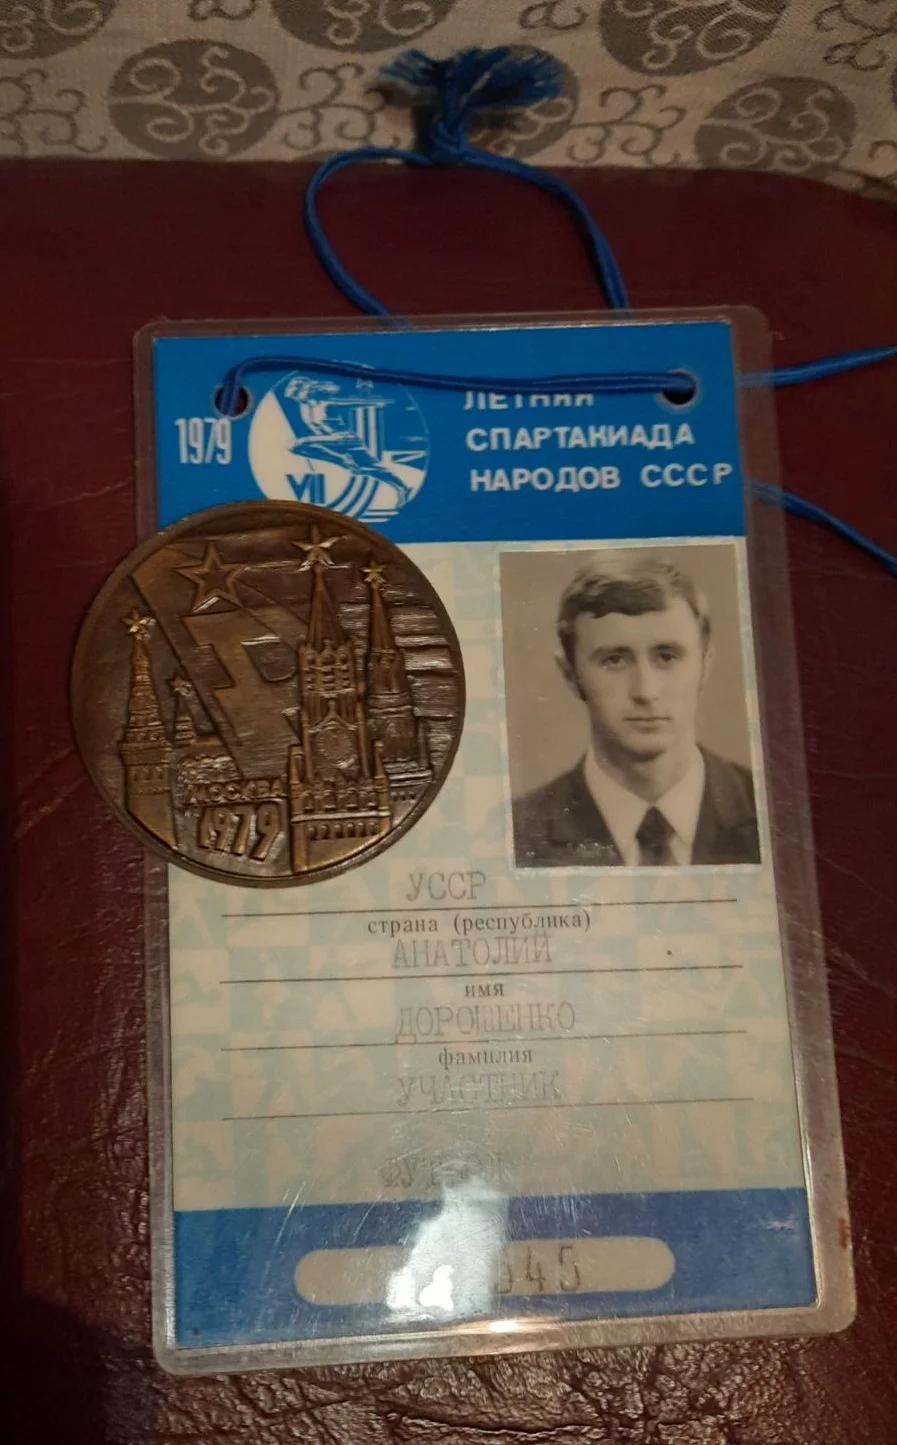 1979
VII
ЛЕТНЯЯ
СПАРТАКИАДА
НАРОДОВ СССР
МОСКВА
1979
УССР
страна (республика)
АНАТОЛИЙ
имя
ДОРОШЕНКО
фамилия
УЧАСТНИК